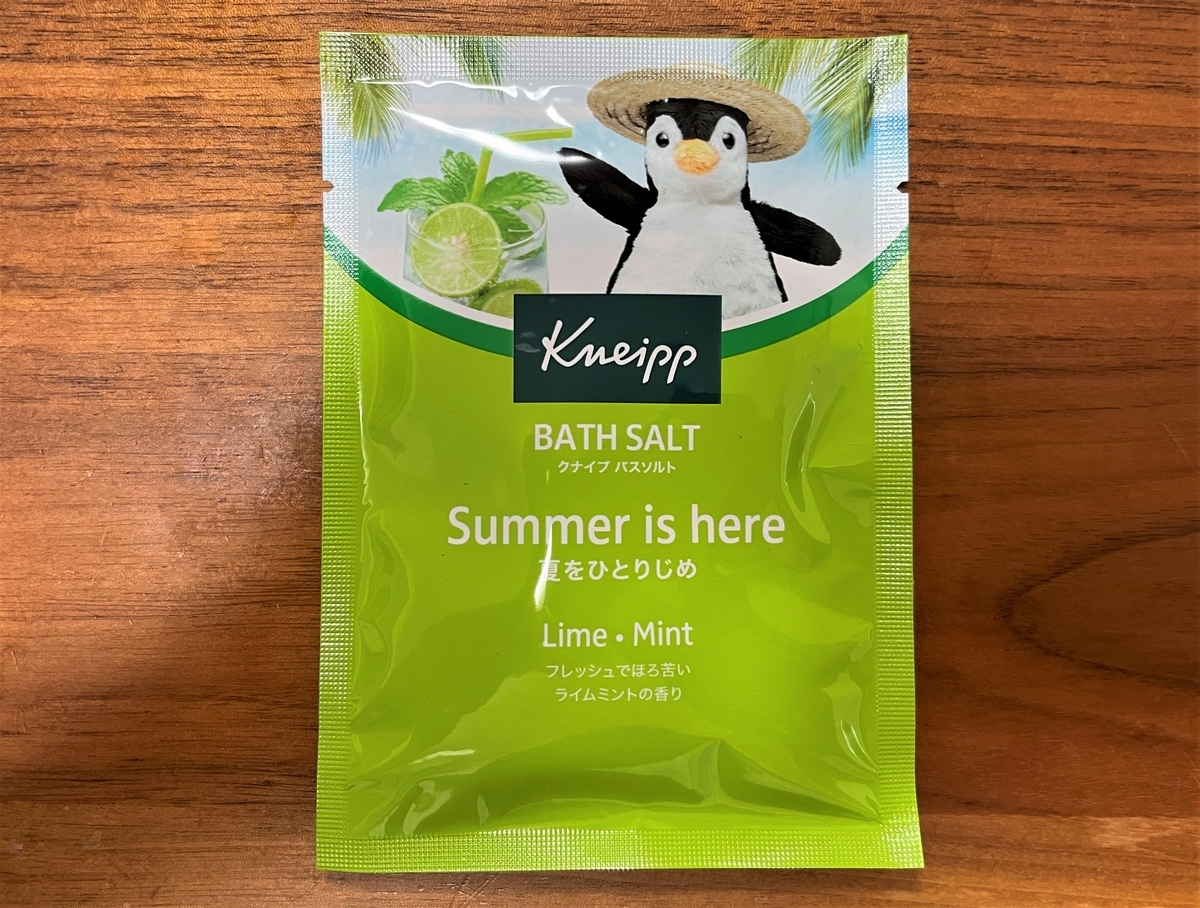 Kneipp
BATH SALT
クナイプ バスソルト
Summer is here
夏をひとりじめ
Lime • Mint
フレッシュでほろ苦い
ライムミントの香り